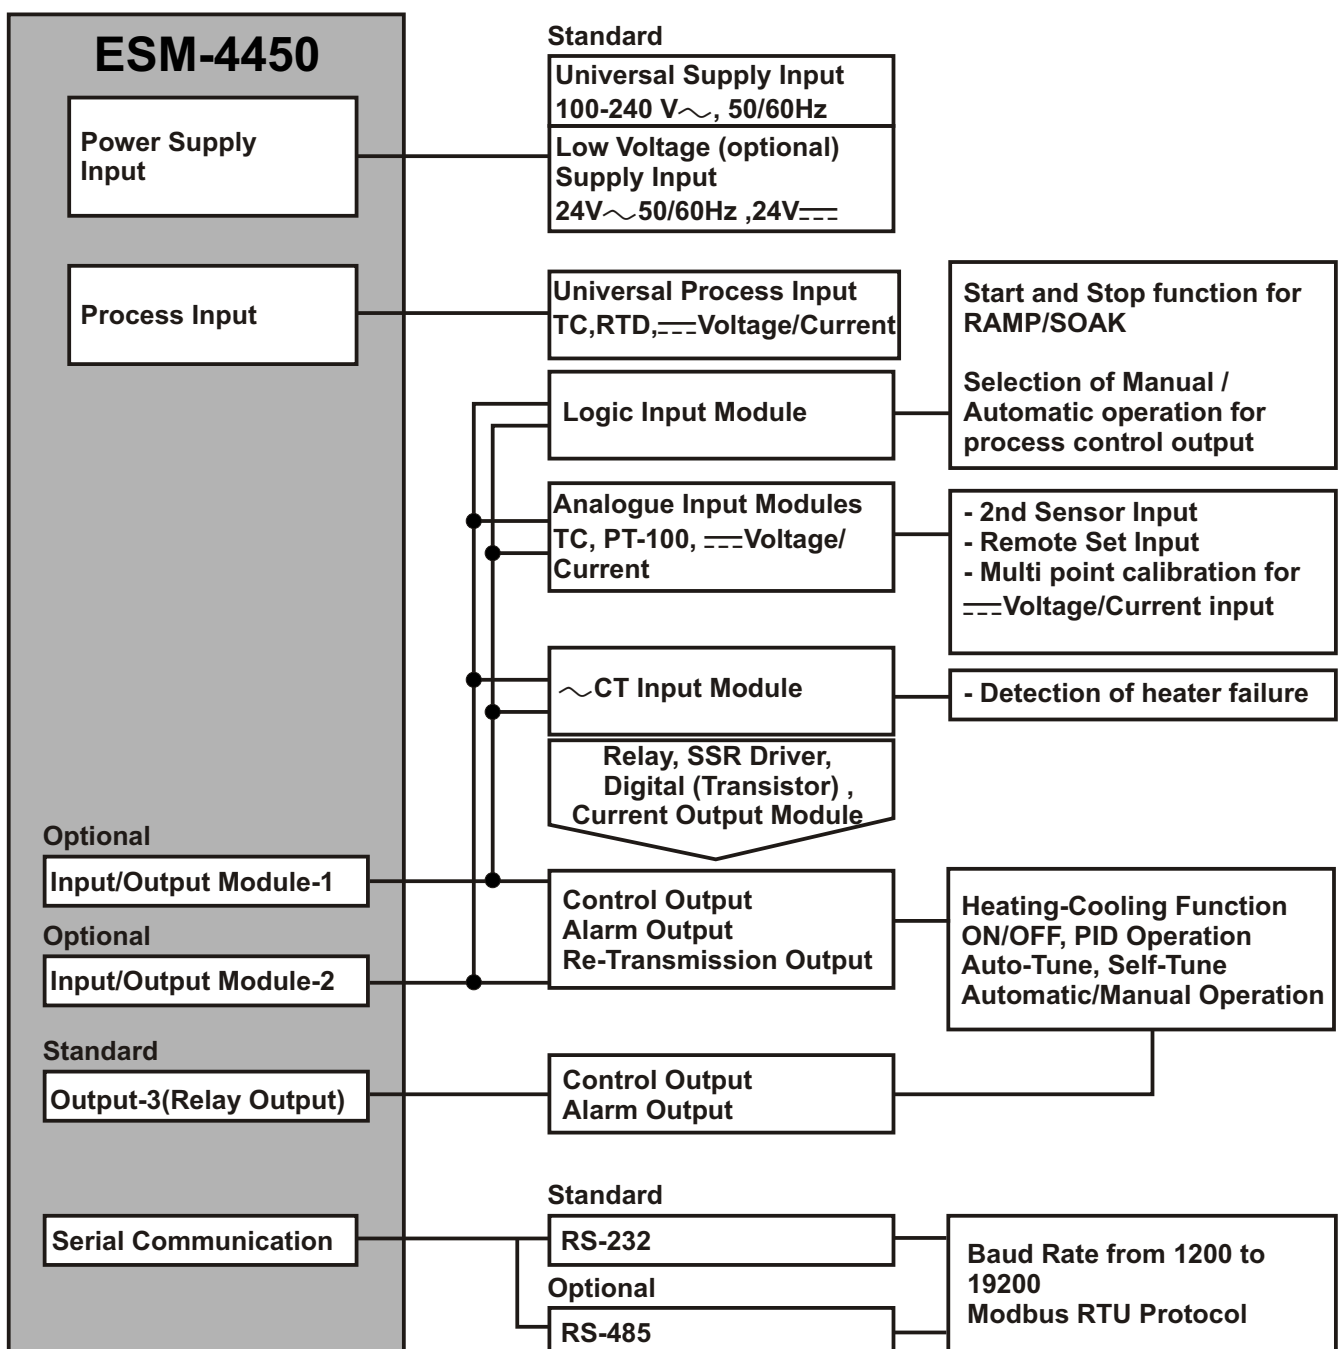 ESM-4450
Power Supply
Input
Standard
Universal Supply Input
100-240 V～, 50/60Hz
Low Voltage (optional)
Supply Input
24V～50/60Hz ,24V⎓
Process Input
Universal Process Input
TC,RTD,⎓Voltage/Current
Logic Input Module
Start and Stop function for
RAMP/SOAK
Selection of Manual /
Automatic operation for
process control output
Analogue Input Modules
TC, PT-100, ⎓Voltage/
Current
- 2nd Sensor Input
- Remote Set Input
- Multi point calibration for
⎓Voltage/Current input
～CT Input Module
- Detection of heater failure
Relay, SSR Driver,
Digital (Transistor) ,
Current Output Module
Optional
Input/Output Module-1
Optional
Input/Output Module-2
Control Output
Alarm Output
Re-Transmission Output
Heating-Cooling Function
ON/OFF, PID Operation
Auto-Tune, Self-Tune
Automatic/Manual Operation
Standard
Output-3(Relay Output)
Control Output
Alarm Output
Serial Communication
Standard
RS-232
Optional
RS-485
Baud Rate from 1200 to
19200
Modbus RTU Protocol